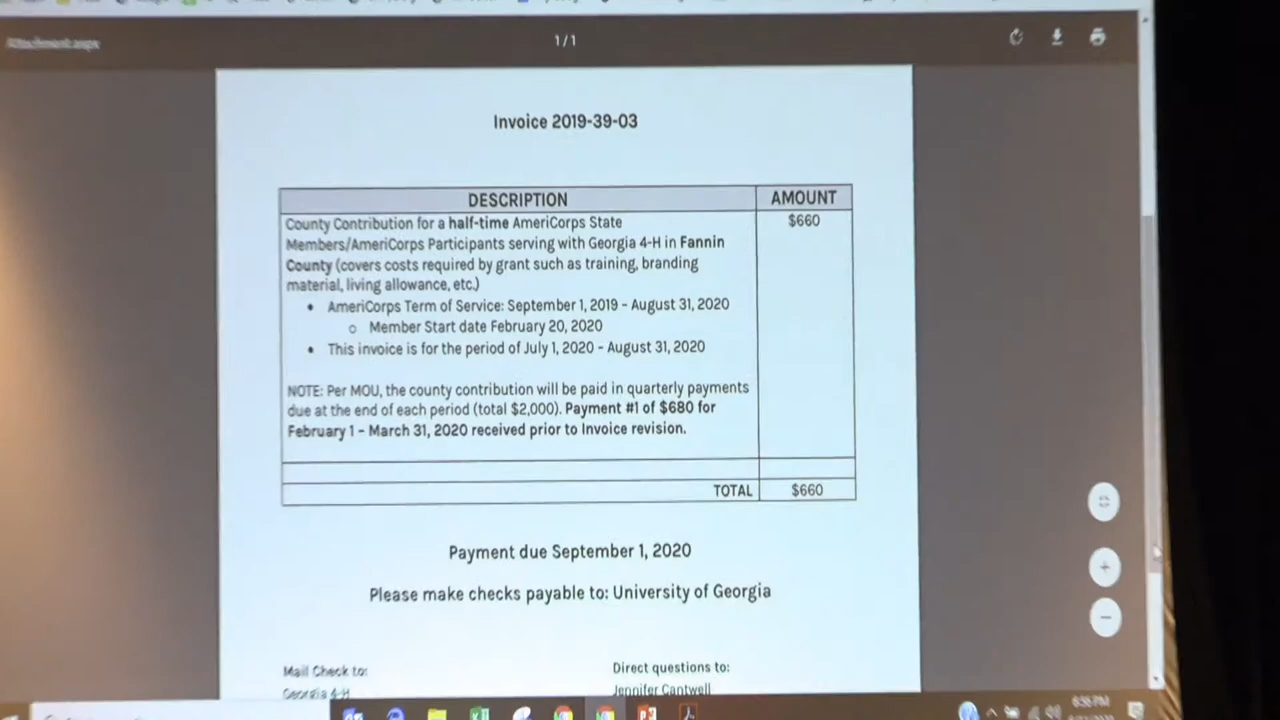 1/1
Invoice 2019-39-03
DESCRIPTION AMOUNT
County Contribution for a half-time AmeriCorps State $660
Members/AmeriCorps Participants serving with Georgia 4-H in Fannin
County (covers costs required by grant such as training, branding
material, living allowance, etc.)
• AmeriCorps Term of Service: September 1, 2019 - August 31, 2020
o Member Start date February 20, 2020
• This invoice is for the period of July 1, 2020 - August 31, 2020
NOTE: Per MOU, the county contribution will be paid in quarterly payments
due at the end of each period (total $2,000). Payment #1 of $680 for
February 1 - March 31, 2020 received prior to Invoice revision.
TOTAL $660
Payment due September 1, 2020
Please make checks payable to: University of Georgia
Mail Check to: Direct questions to:
Georgia 4-H Jennifer Cantwell
6:56 PM